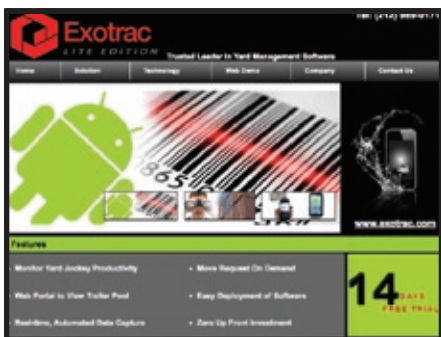 Exotrac
LITE EDITION
Trusted Leader In Yard Management Software
Home Solution Technology Web Demo Company Contact Us
www.exotrac.com
Features
Monitor Yard Jockey Productivity
Move Request On Demand
Web Portal to View Trailer Pool
Easy Deployment of Software
Real-time, Automated Data Capture
Zero Up Front Investment
14 DAYS
FREE TRIAL